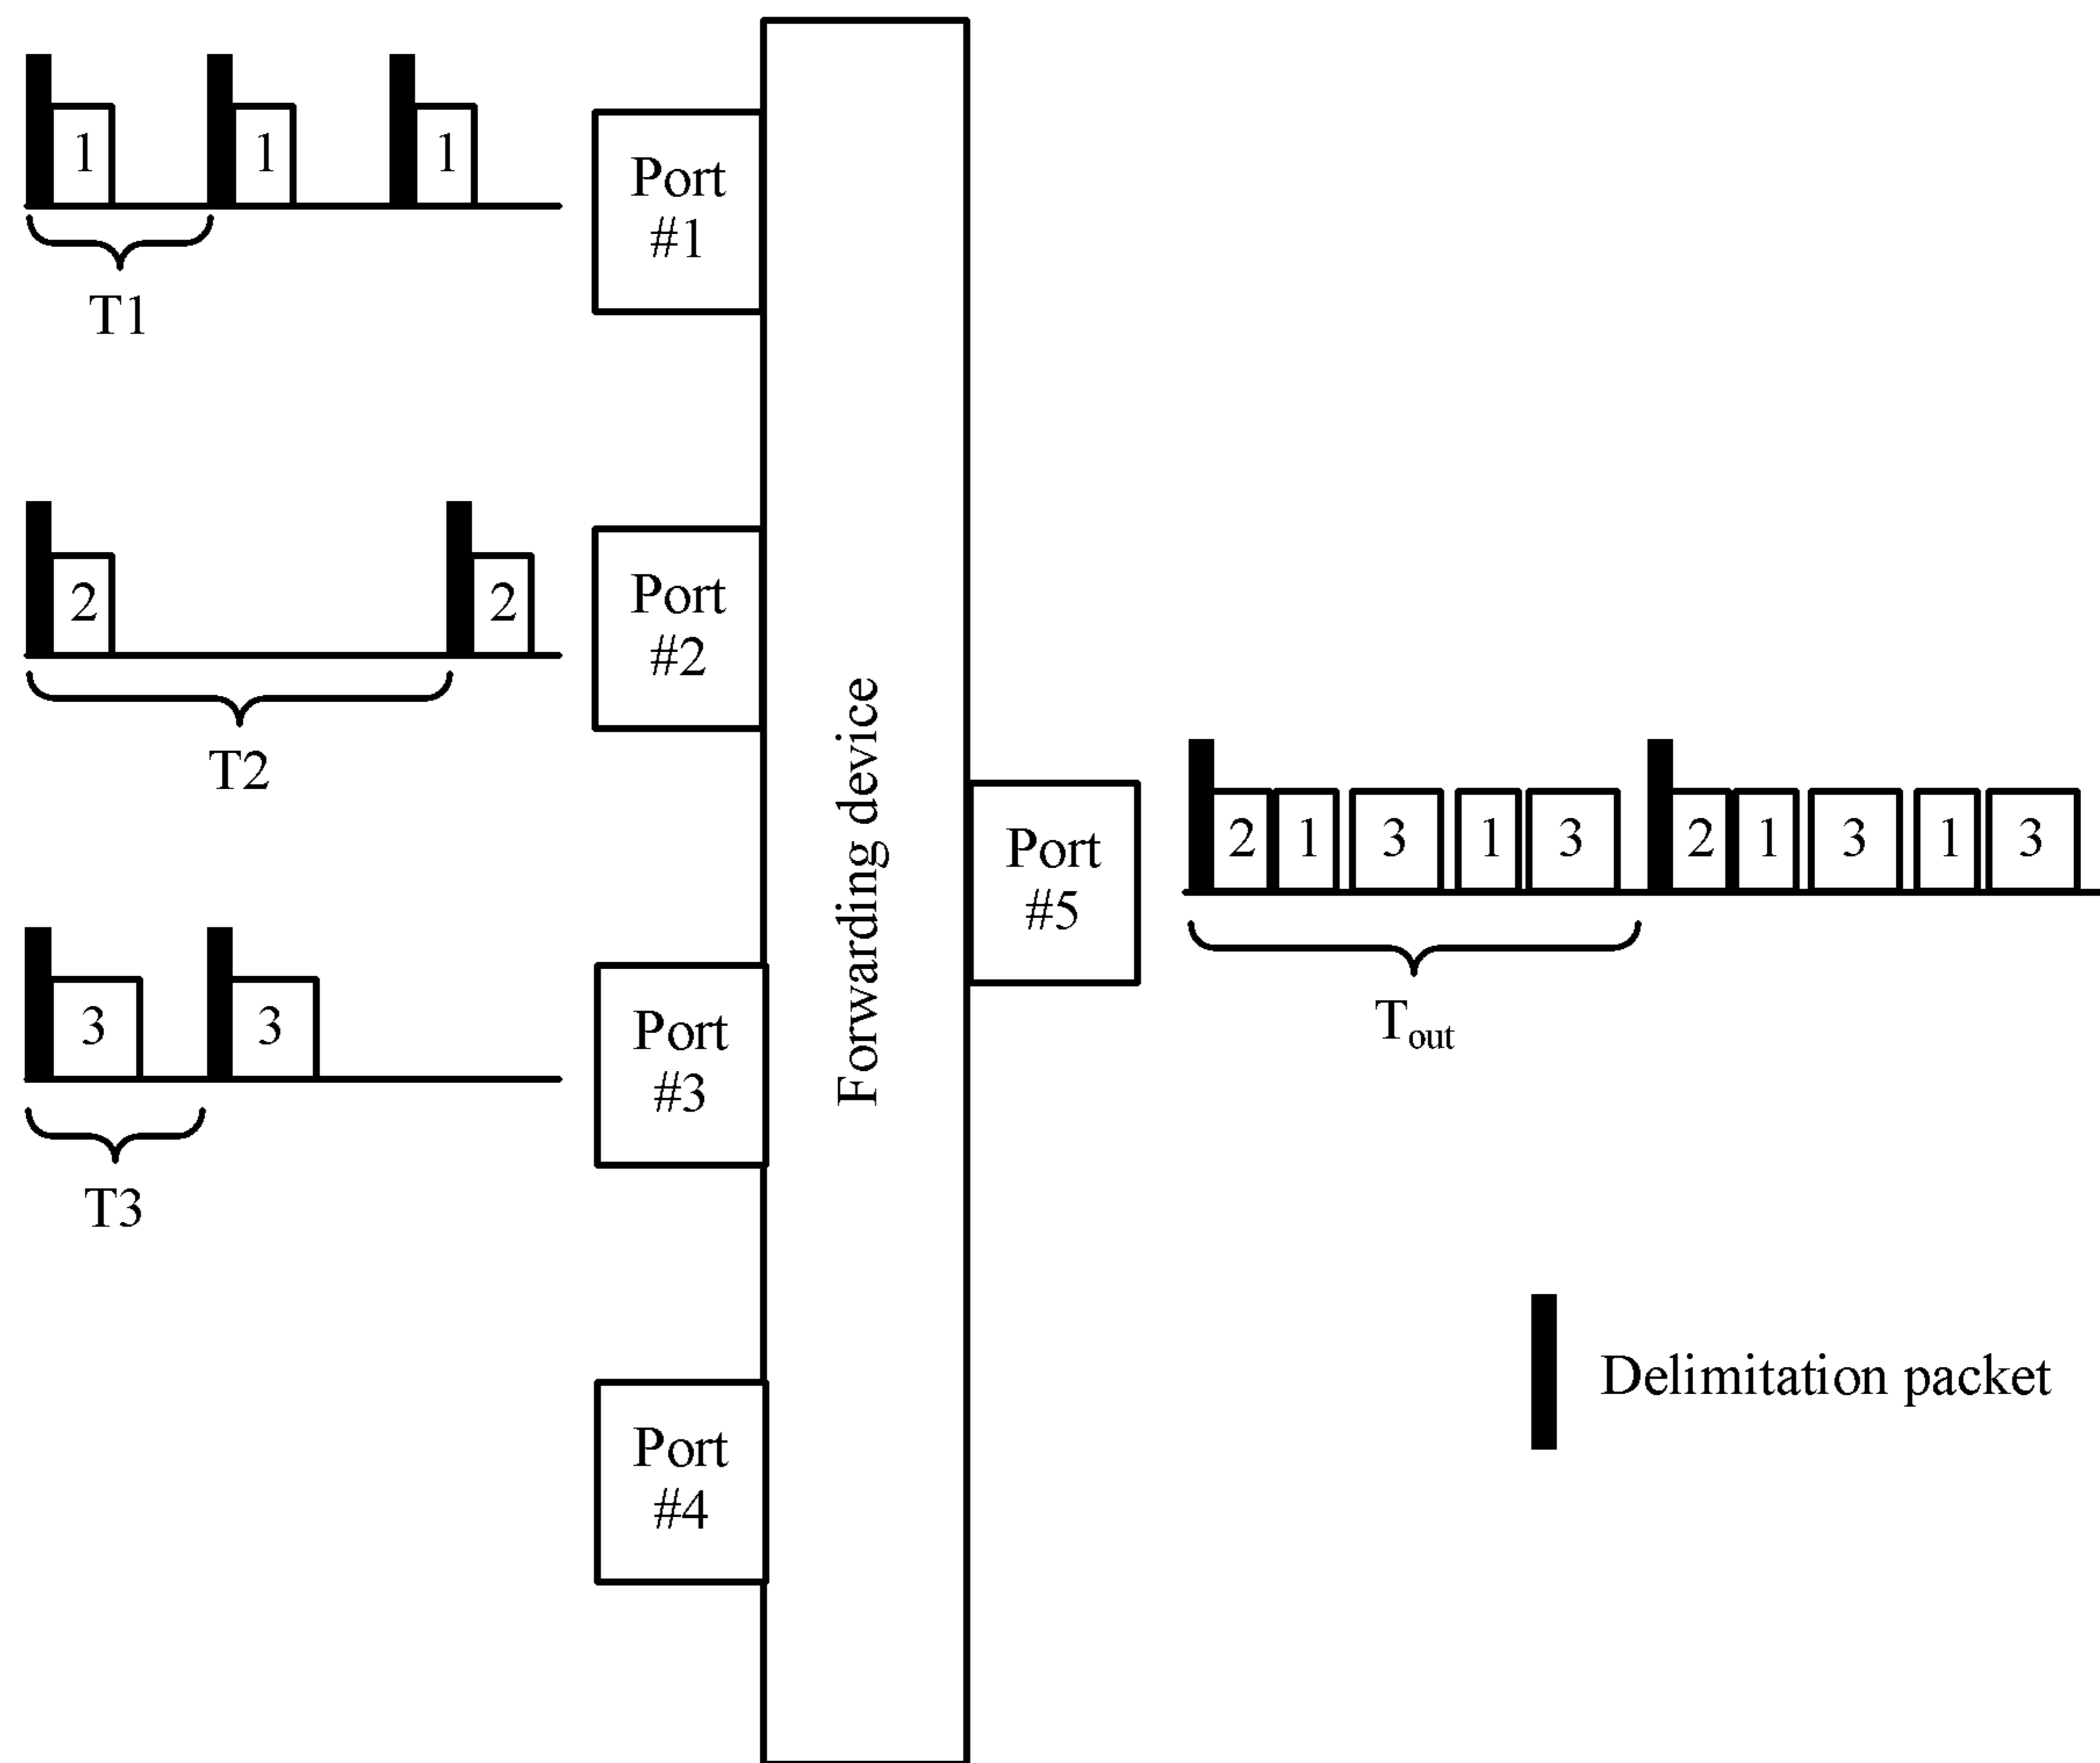 1 1 1
Port
#1
T1
2 2
Port
#2
T2
Forwarding device
3 3
Port
#3
T3
Port
#4
Port
#5
2 1 3 1 3 2 1 3 1 3
Tout
Delimitation packet